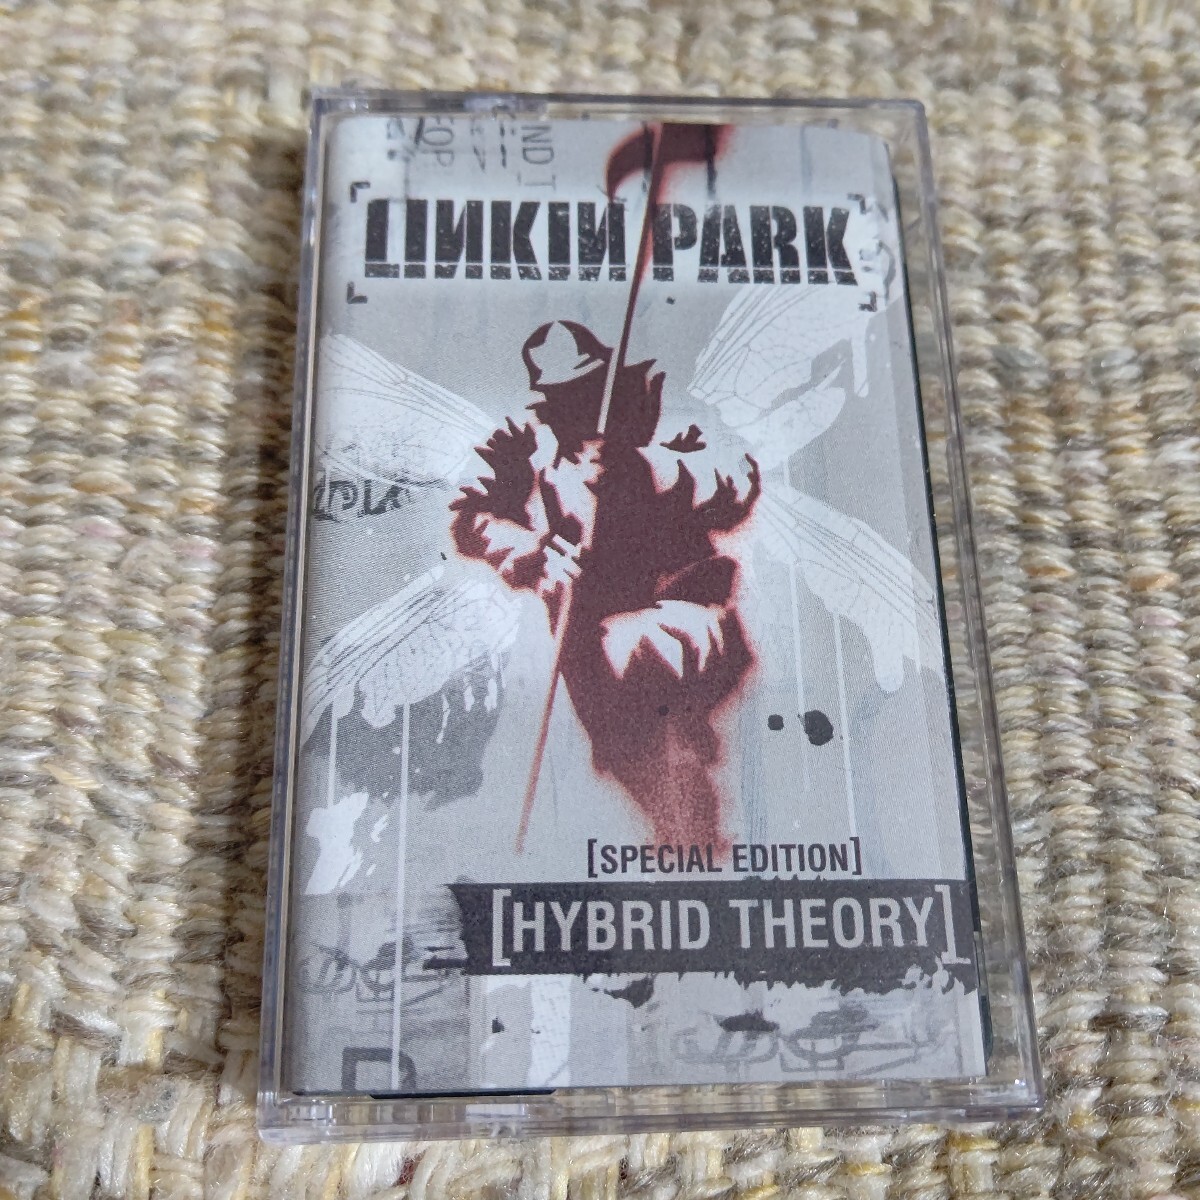 LINKIN PARK
[SPECIAL EDITION]
[HYBRID THEORY]